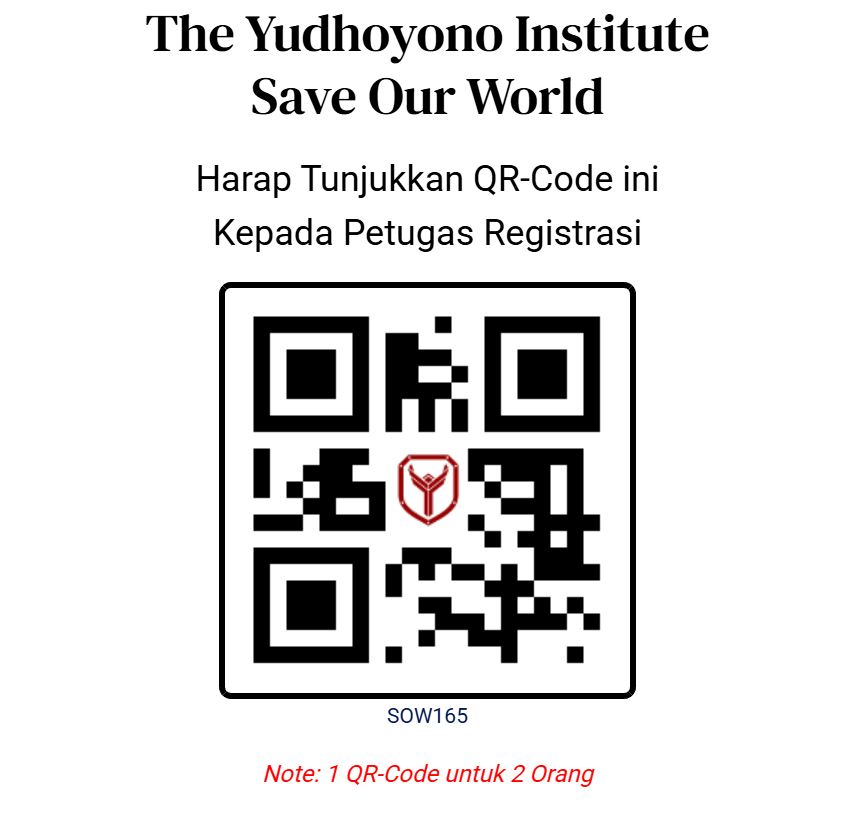 The Yudhoyono Institute
Save Our World
Harap Tunjukkan QR-Code ini
Kepada Petugas Registrasi
SOW165
Note: 1 QR-Code untuk 2 Orang